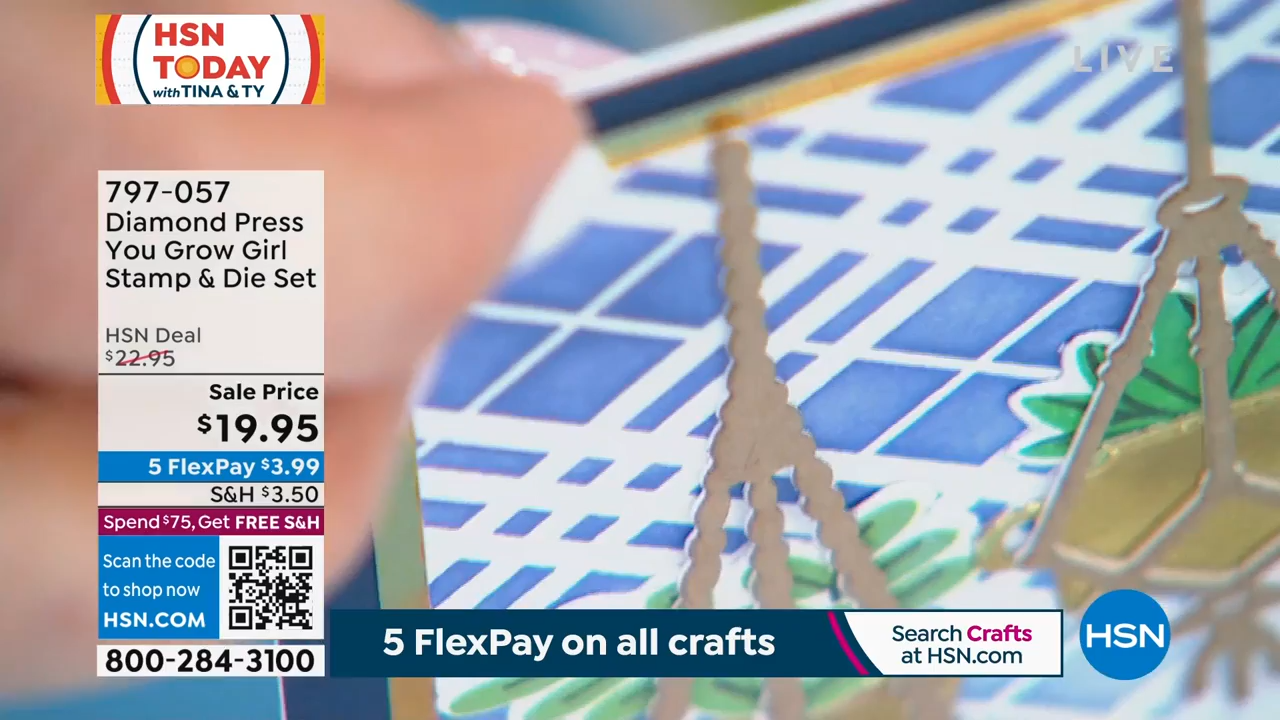 HSN
TODAY
with TINA & TY
LIVE
797-057
Diamond Press
You Grow Girl
Stamp & Die Set
HSN Deal
$22.95
Sale Price
$19.95
5 FlexPay $3.99
S&H $3.50
Spend $75, Get FREE S&H
Scan the code
to shop now
HSN.COM
800-284-3100
5 FlexPay on all crafts
Search Crafts
at HSN.com
HSN